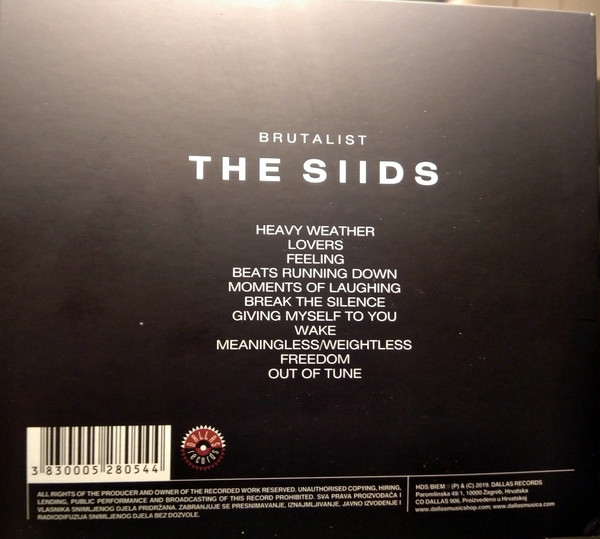 BRUTALIST
THE SIIDS
HEAVY WEATHER
LOVERS
FEELING
BEATS RUNNING DOWN
MOMENTS OF LAUGHING
BREAK THE SILENCE
GIVING MYSELF TO YOU
WAKE
MEANINGLESS/WEIGHTLESS
FREEDOM
OUT OF TUNE
3 830005 280544
DALLAS
records
ALL RIGHTS OF THE PRODUCER AND OWNER OF THE RECORDED WORK RESERVED. UNAUTHORISED COPYING, HIRING,
LENDING, PUBLIC PERFORMANCE AND BROADCASTING OF THIS RECORD PROHIBITED. SVA PRAVA PROIZVOĐAČA I
VLASNIKA SNIMLJENOG DJELA PRIDRŽANA. ZABRANJUJE SE PRESNIMAVANJE, IZNAJMLJIVANJE, JAVNO IZVOĐENJE I
RADIODIFUZIJA SNIMLJENOG DJELA BEZ DOZVOLE.
HDS/BIEM // (P) & (C) 2019. DALLAS RECORDS
Paromlinska 49/1, 10000 Zagreb, Hrvatska
CD DALLAS 906, Proizvedeno u Hrvatskoj
www.dallasmusicshop.com; www.dallasmusica.com